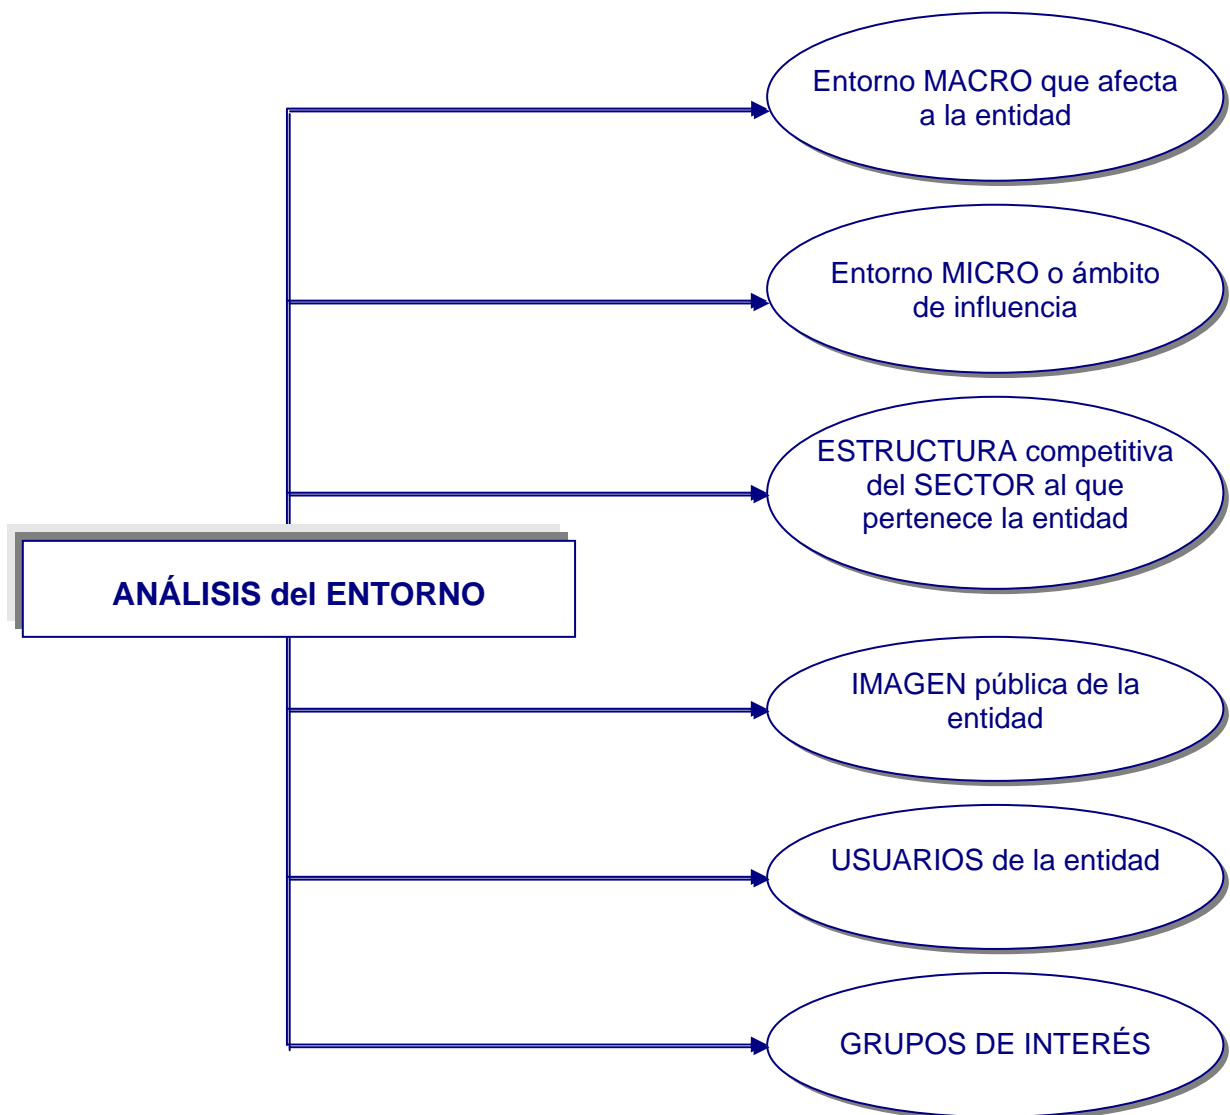 Entorno MACRO que afecta
a la entidad
Entorno MICRO o ámbito
de influencia
ESTRUCTURA competitiva
del SECTOR al que
pertenece la entidad
ANÁLISIS del ENTORNO
IMAGEN pública de la
entidad
USUARIOS de la entidad
GRUPOS DE INTERÉS